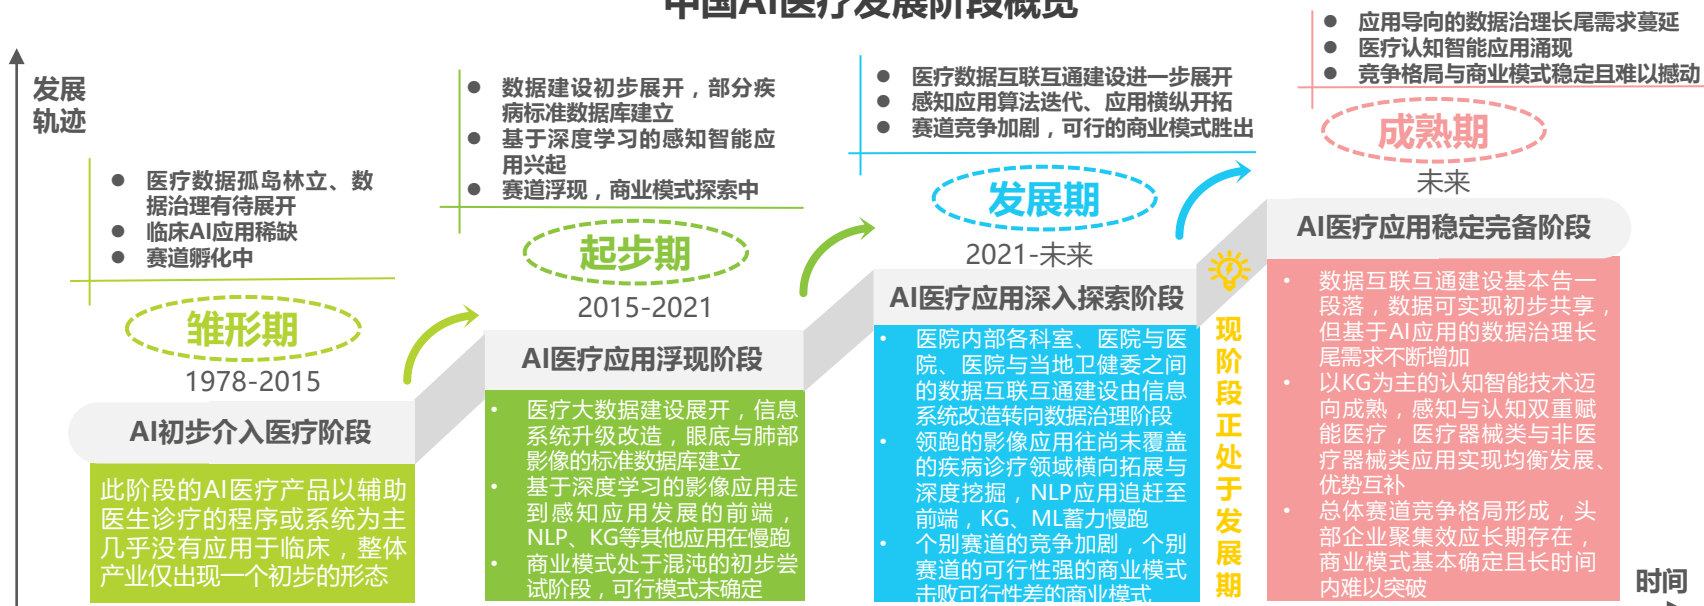 中国AI医疗发展阶段概览
发展
轨迹
医疗数据孤岛林立、数
据治理有待展开
临床AI应用稀缺
赛道孵化中
雏形期
1978-2015
AI初步介入医疗阶段
此阶段的AI医疗产品以辅助
医生诊疗的程序或系统为主
几乎没有应用于临床，整体
产业仅出现一个初步的形态
数据建设初步展开，部分疾
病标准数据库建立
基于深度学习的感知智能应
用兴起
赛道浮现，商业模式探索中
起步期
2015-2021
AI医疗应用浮现阶段
医疗大数据建设展开，信息
系统升级改造，眼底与肺部
影像的标准数据库建立
基于深度学习的影像应用走
到感知应用发展的前端，
NLP、KG等其他应用在慢跑
商业模式处于混沌的初步尝
试阶段，可行模式未确定
医疗数据互联互通建设进一步展开
感知应用算法迭代、应用横纵开拓
赛道竞争加剧，可行的商业模式胜出
发展期
2021-未来
AI医疗应用深入探索阶段
医院内部各科室、医院与医
院、医院与当地卫健委之间
的数据互联互通建设由信息
系统改造转向数据治理阶段
领跑的影像应用往尚未覆盖
的疾病诊疗领域横向拓展与
深度挖掘，NLP应用追赶至
前端，KG、ML蓄力慢跑
个别赛道的竞争加剧，个别
赛道的可行性强的商业模式
击败可行性差的商业模式
现阶段正处于发展期
应用导向的数据治理长尾需求蔓延
医疗认知智能应用涌现
竞争格局与商业模式稳定且难以撼动
成熟期
未来
AI医疗应用稳定完备阶段
数据互联互通建设基本告一
段落，数据可实现初步共享，
但基于AI应用的数据治理长
尾需求不断增加
以KG为主的认知智能技术迈
向成熟，感知与认知双重赋
能医疗，医疗器械类与非医
疗器械类应用实现均衡发展、
优势互补
总体赛道竞争格局形成，头
部企业聚集效应长期存在，
商业模式基本确定且长时间
内难以突破
时间